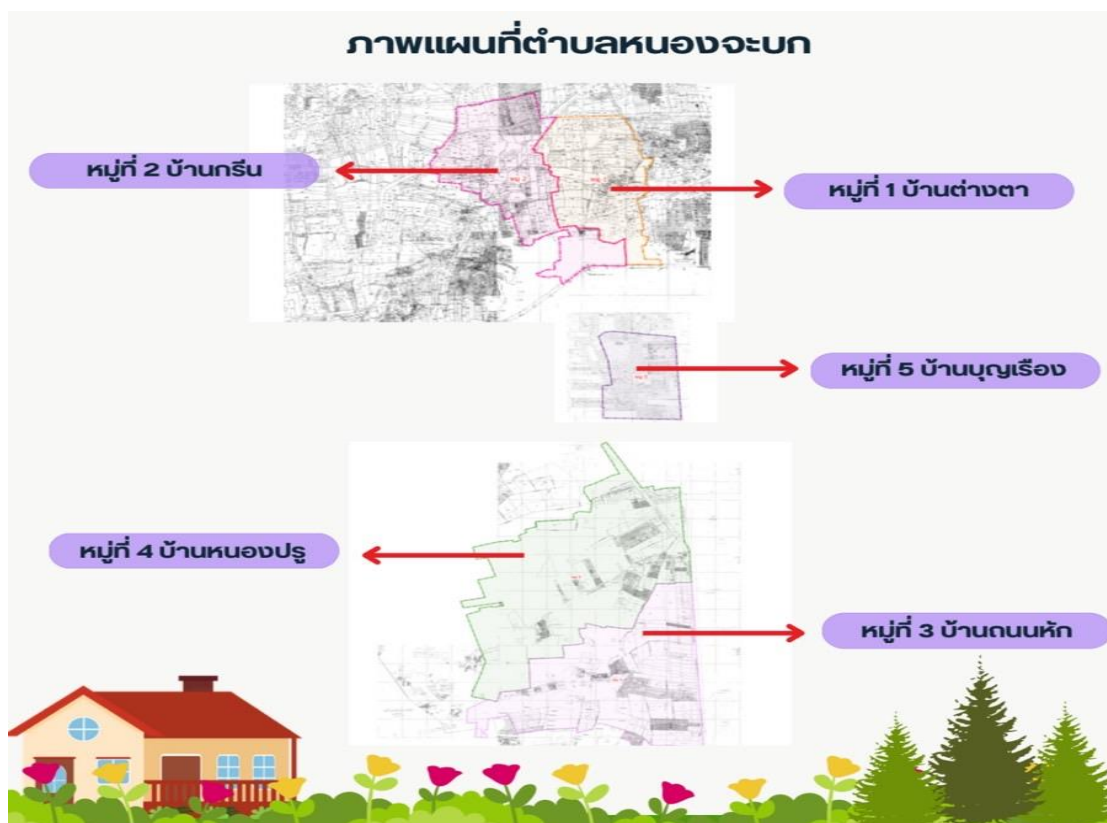 ภาพแผนที่ตำบลหนองจะบก
หมู่ที่ 2 บ้านกรีน
หมู่ที่ 1 บ้านต่างตา
หมู่ที่ 5 บ้านบุญเรือง
หมู่ที่ 4 บ้านหนองปรู
หมู่ที่ 3 บ้านถนนหัก